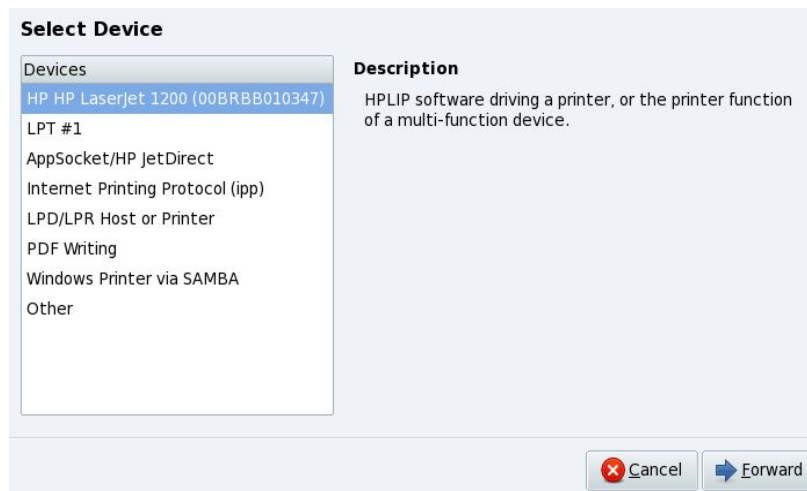 Select Device
Devices
HP HP LaserJet 1200 (00BRBB010347)
LPT #1
AppSocket/HP JetDirect
Internet Printing Protocol (ipp)
LPD/LPR Host or Printer
PDF Writing
Windows Printer via SAMBA
Other
Description
HPLIP software driving a printer, or the printer function
of a multi-function device.
Cancel
Forward